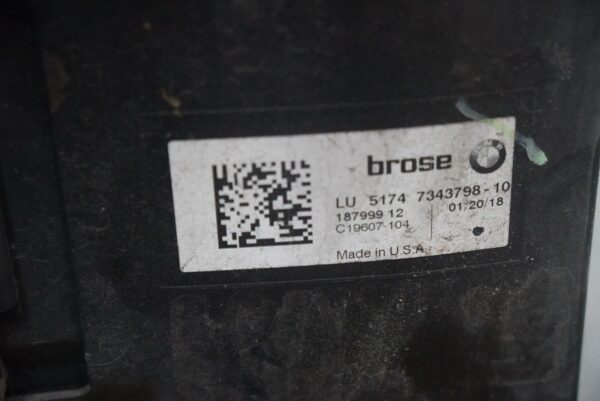 brose
LU 5174 7343798-10
187999 12 01/20/18
C19607-104
Made in U.S.A